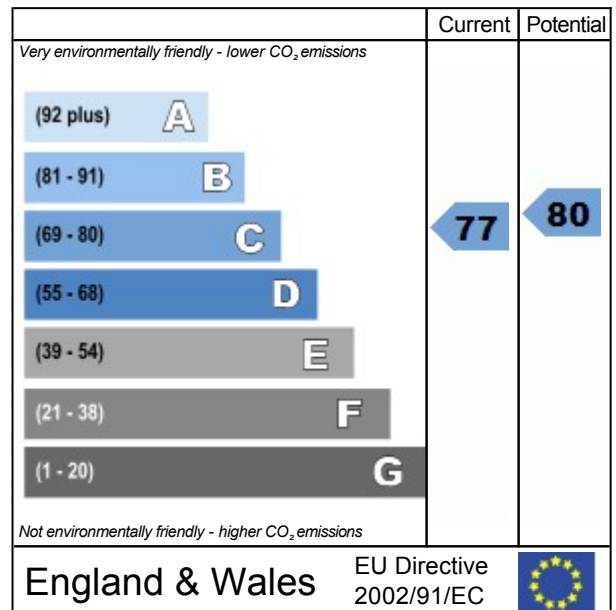 Current Potential
Very environmentally friendly - lower CO₂ emissions
(92 plus) A
(81 - 91) B
(69 - 80) C
77
80
(55 - 68) D
(39 - 54) E
(21 - 38) F
(1 - 20) G
Not environmentally friendly - higher CO₂ emissions
England & Wales
EU Directive
2002/91/EC